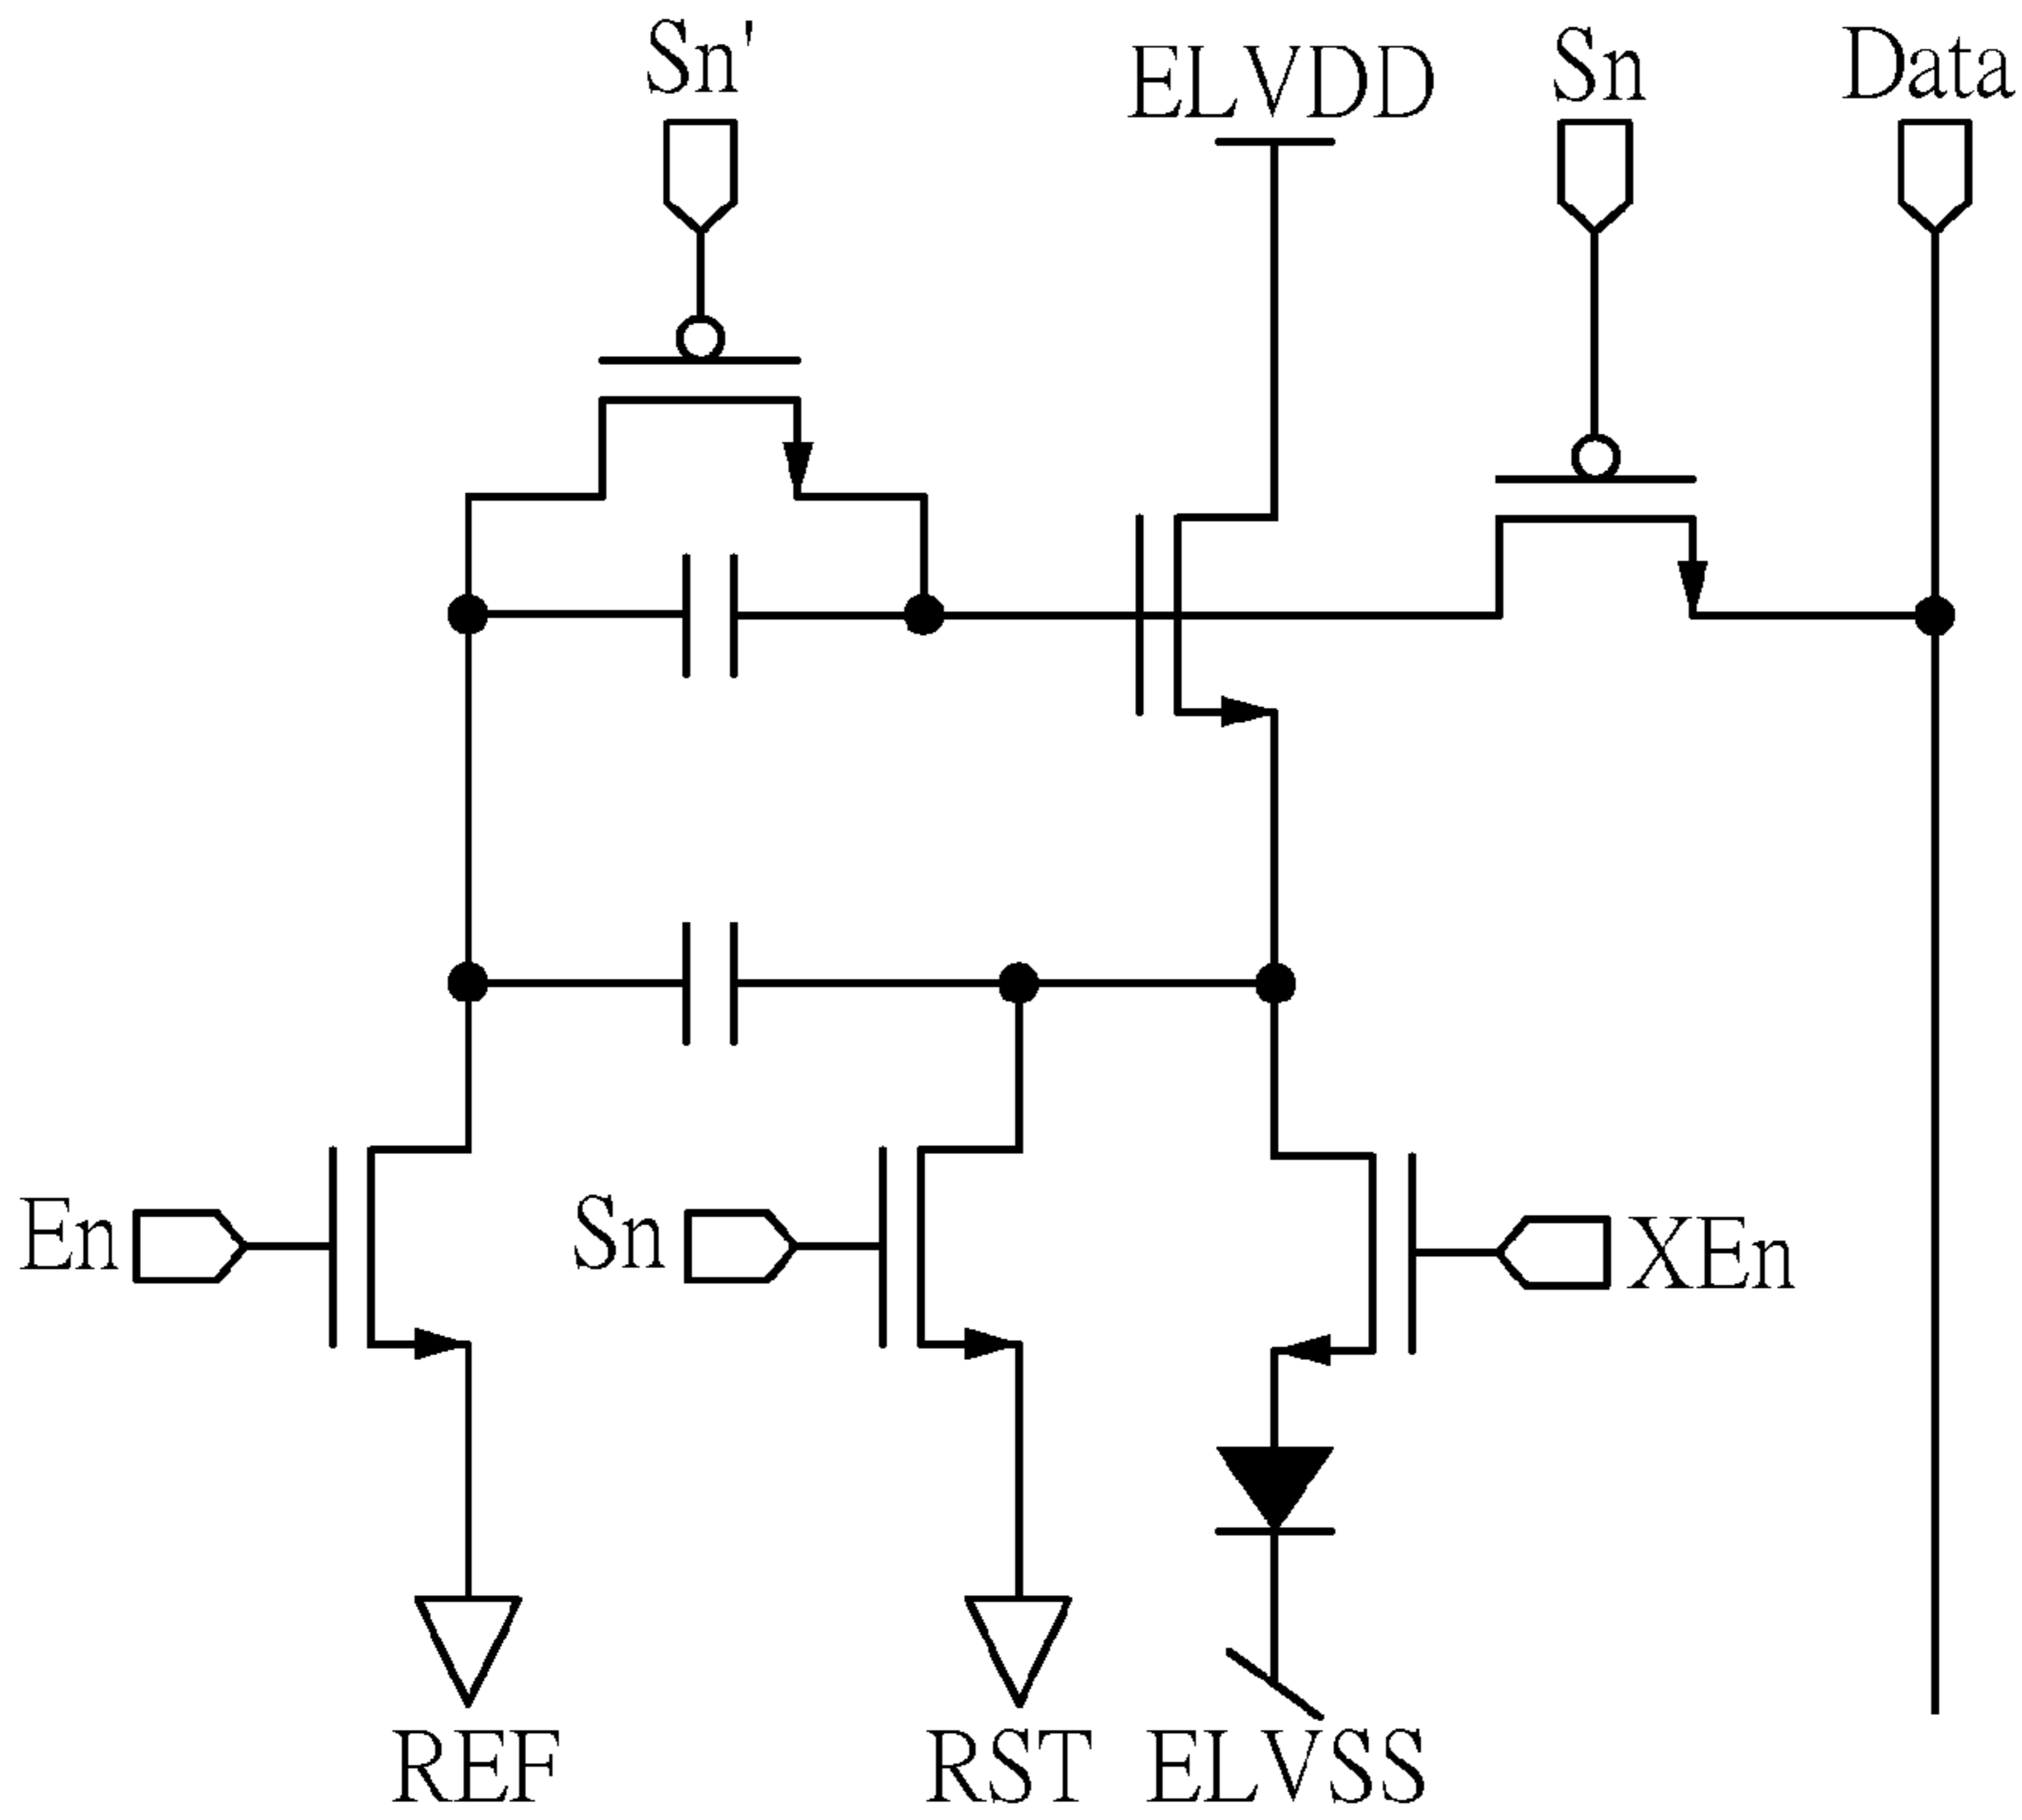 Sn'
ELVDD
Sn
Data
En
Sn
XEn
REF
RST
ELVSS